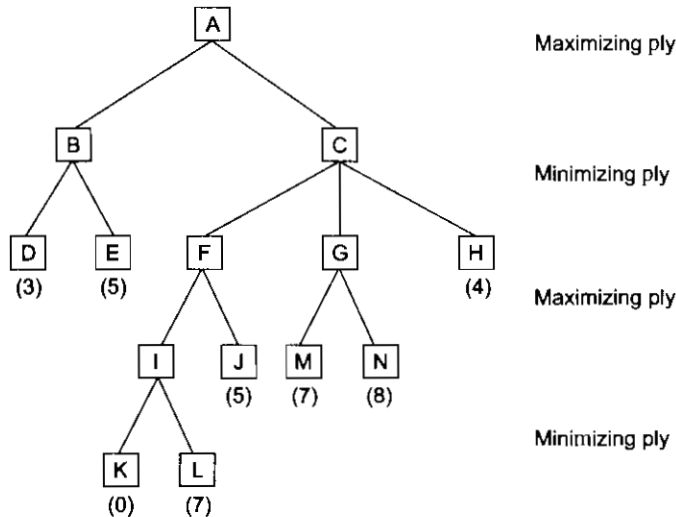 A
Maximizing ply
B C
Minimizing ply
D E F G H
(3) (5) (4)
Maximizing ply
I J M N
(5) (7) (8)
Minimizing ply
K L
(0) (7)